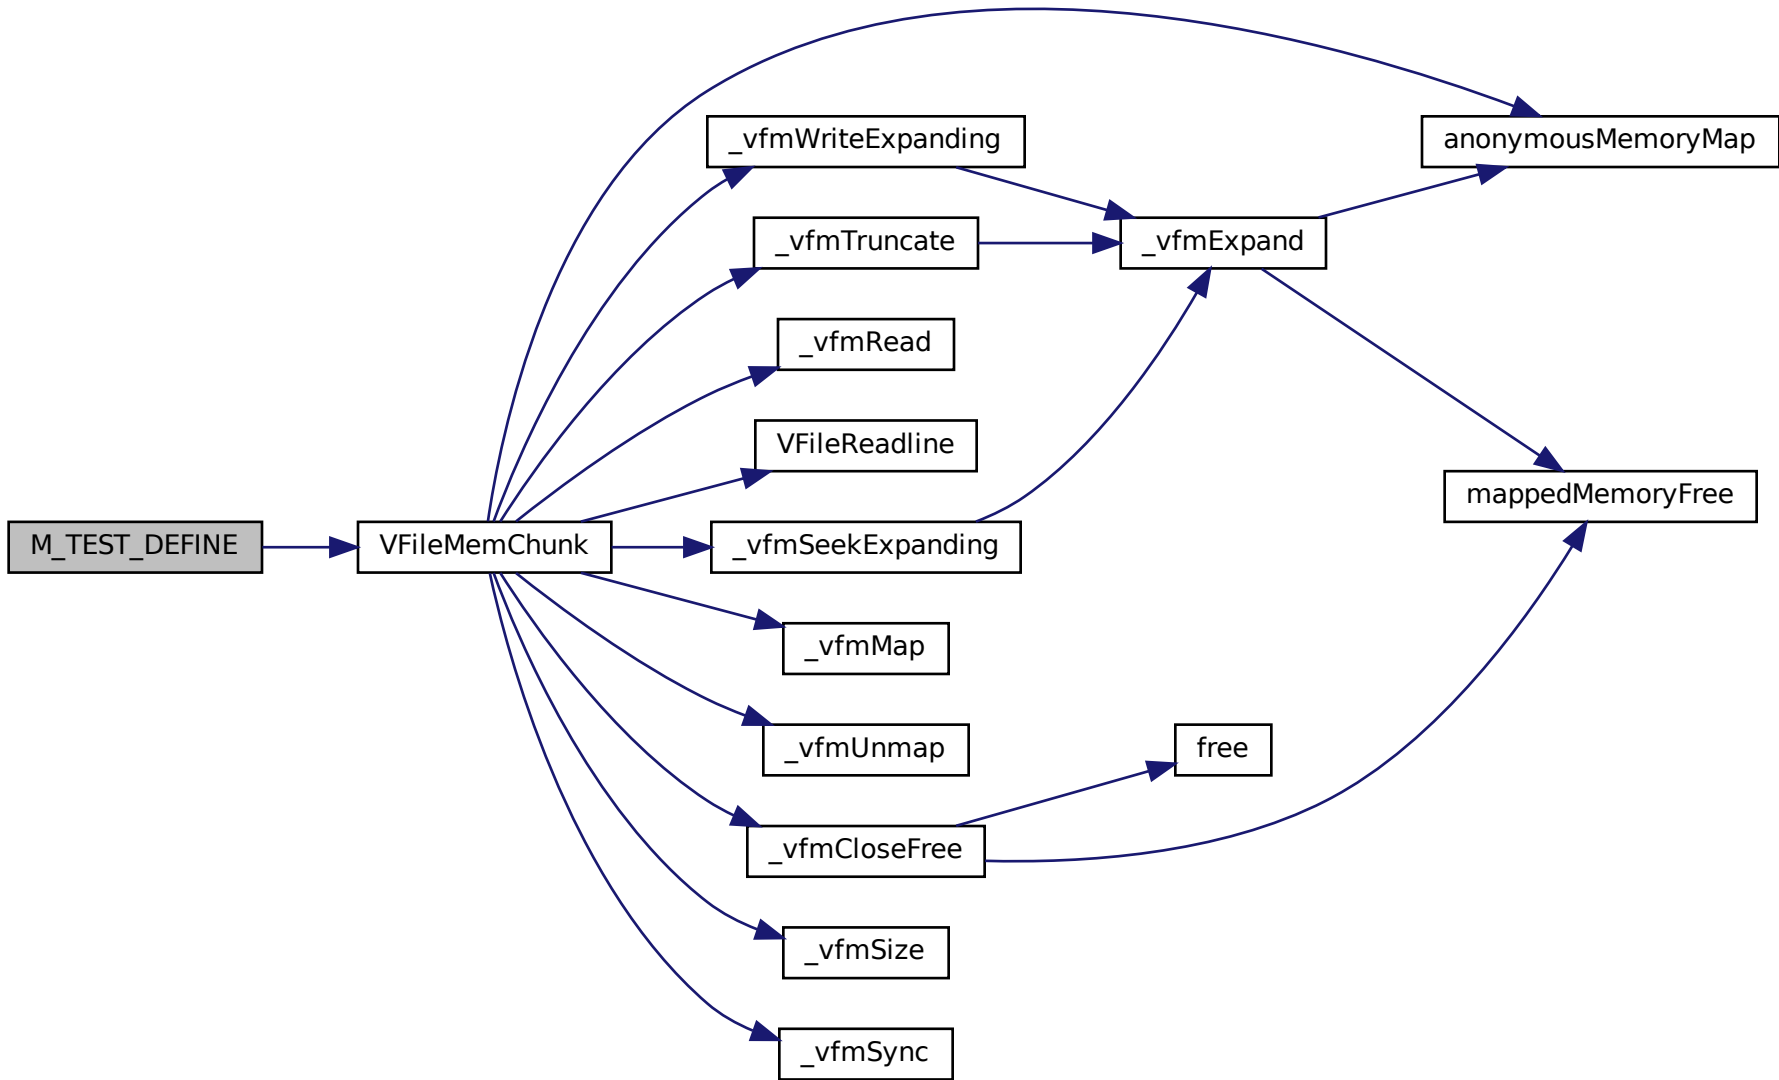 M_TEST_DEFINE
VFileMemChunk
_vfmWriteExpanding
_vfmTruncate
_vfmRead
VFileReadline
_vfmSeekExpanding
_vfmMap
_vfmUnmap
_vfmCloseFree
_vfmSize
_vfmSync
_vfmExpand
free
anonymousMemoryMap
mappedMemoryFree